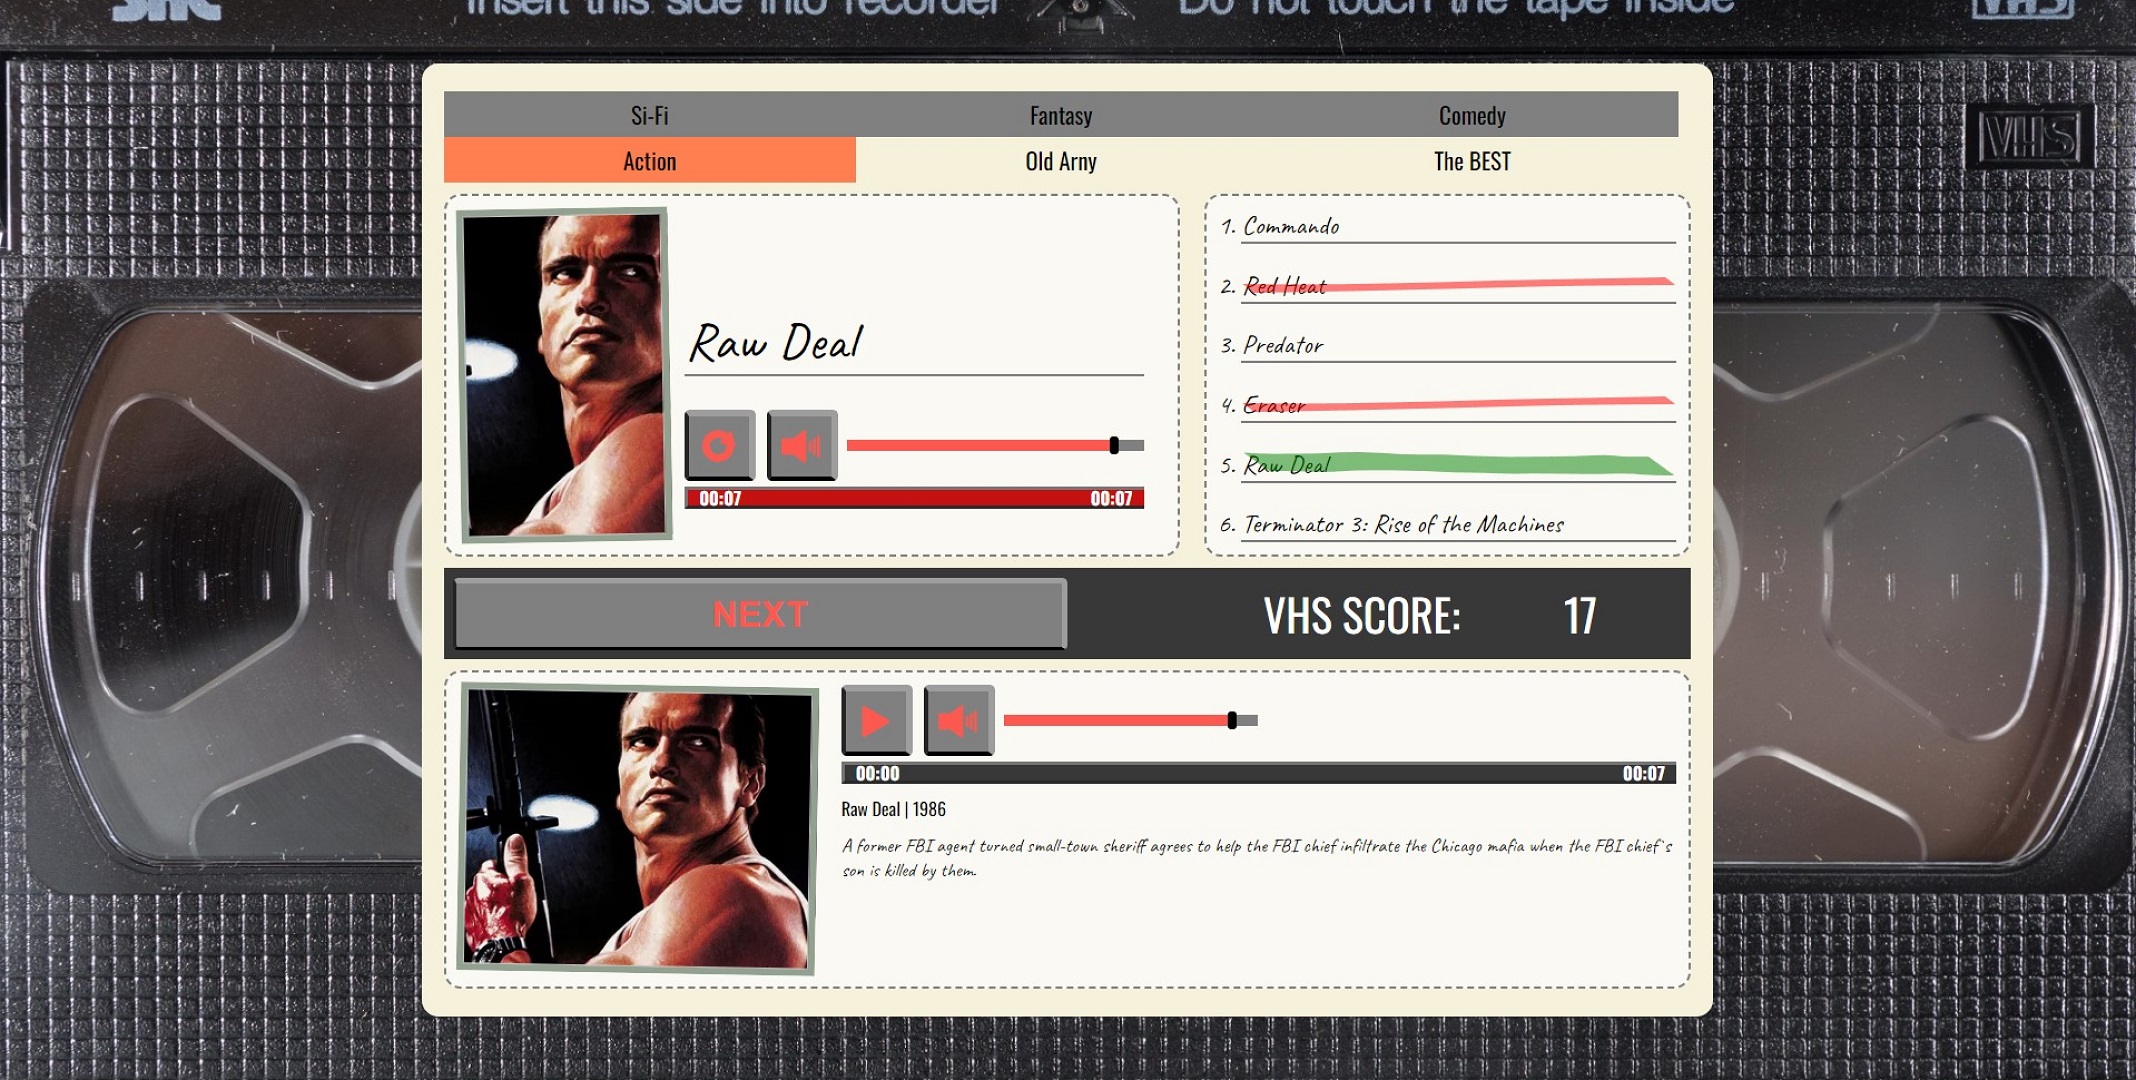 Insert this side into recorder
Do not touch the tape inside
VHS
Si-Fi
Fantasy
Comedy
VHS
Action
Old Arny
The BEST
Raw Deal
00:07
00:07
1. Commando
2. Red Heat
3. Predator
4. Eraser
5. Raw Deal
6. Terminator 3: Rise of the Machines
NEXT
VHS SCORE:
17
00:00
00:07
Raw Deal | 1986
A former FBI agent turned small-town sheriff agrees to help the FBI chief infiltrate the Chicago mafia when the FBI chief`s
son is killed by them.